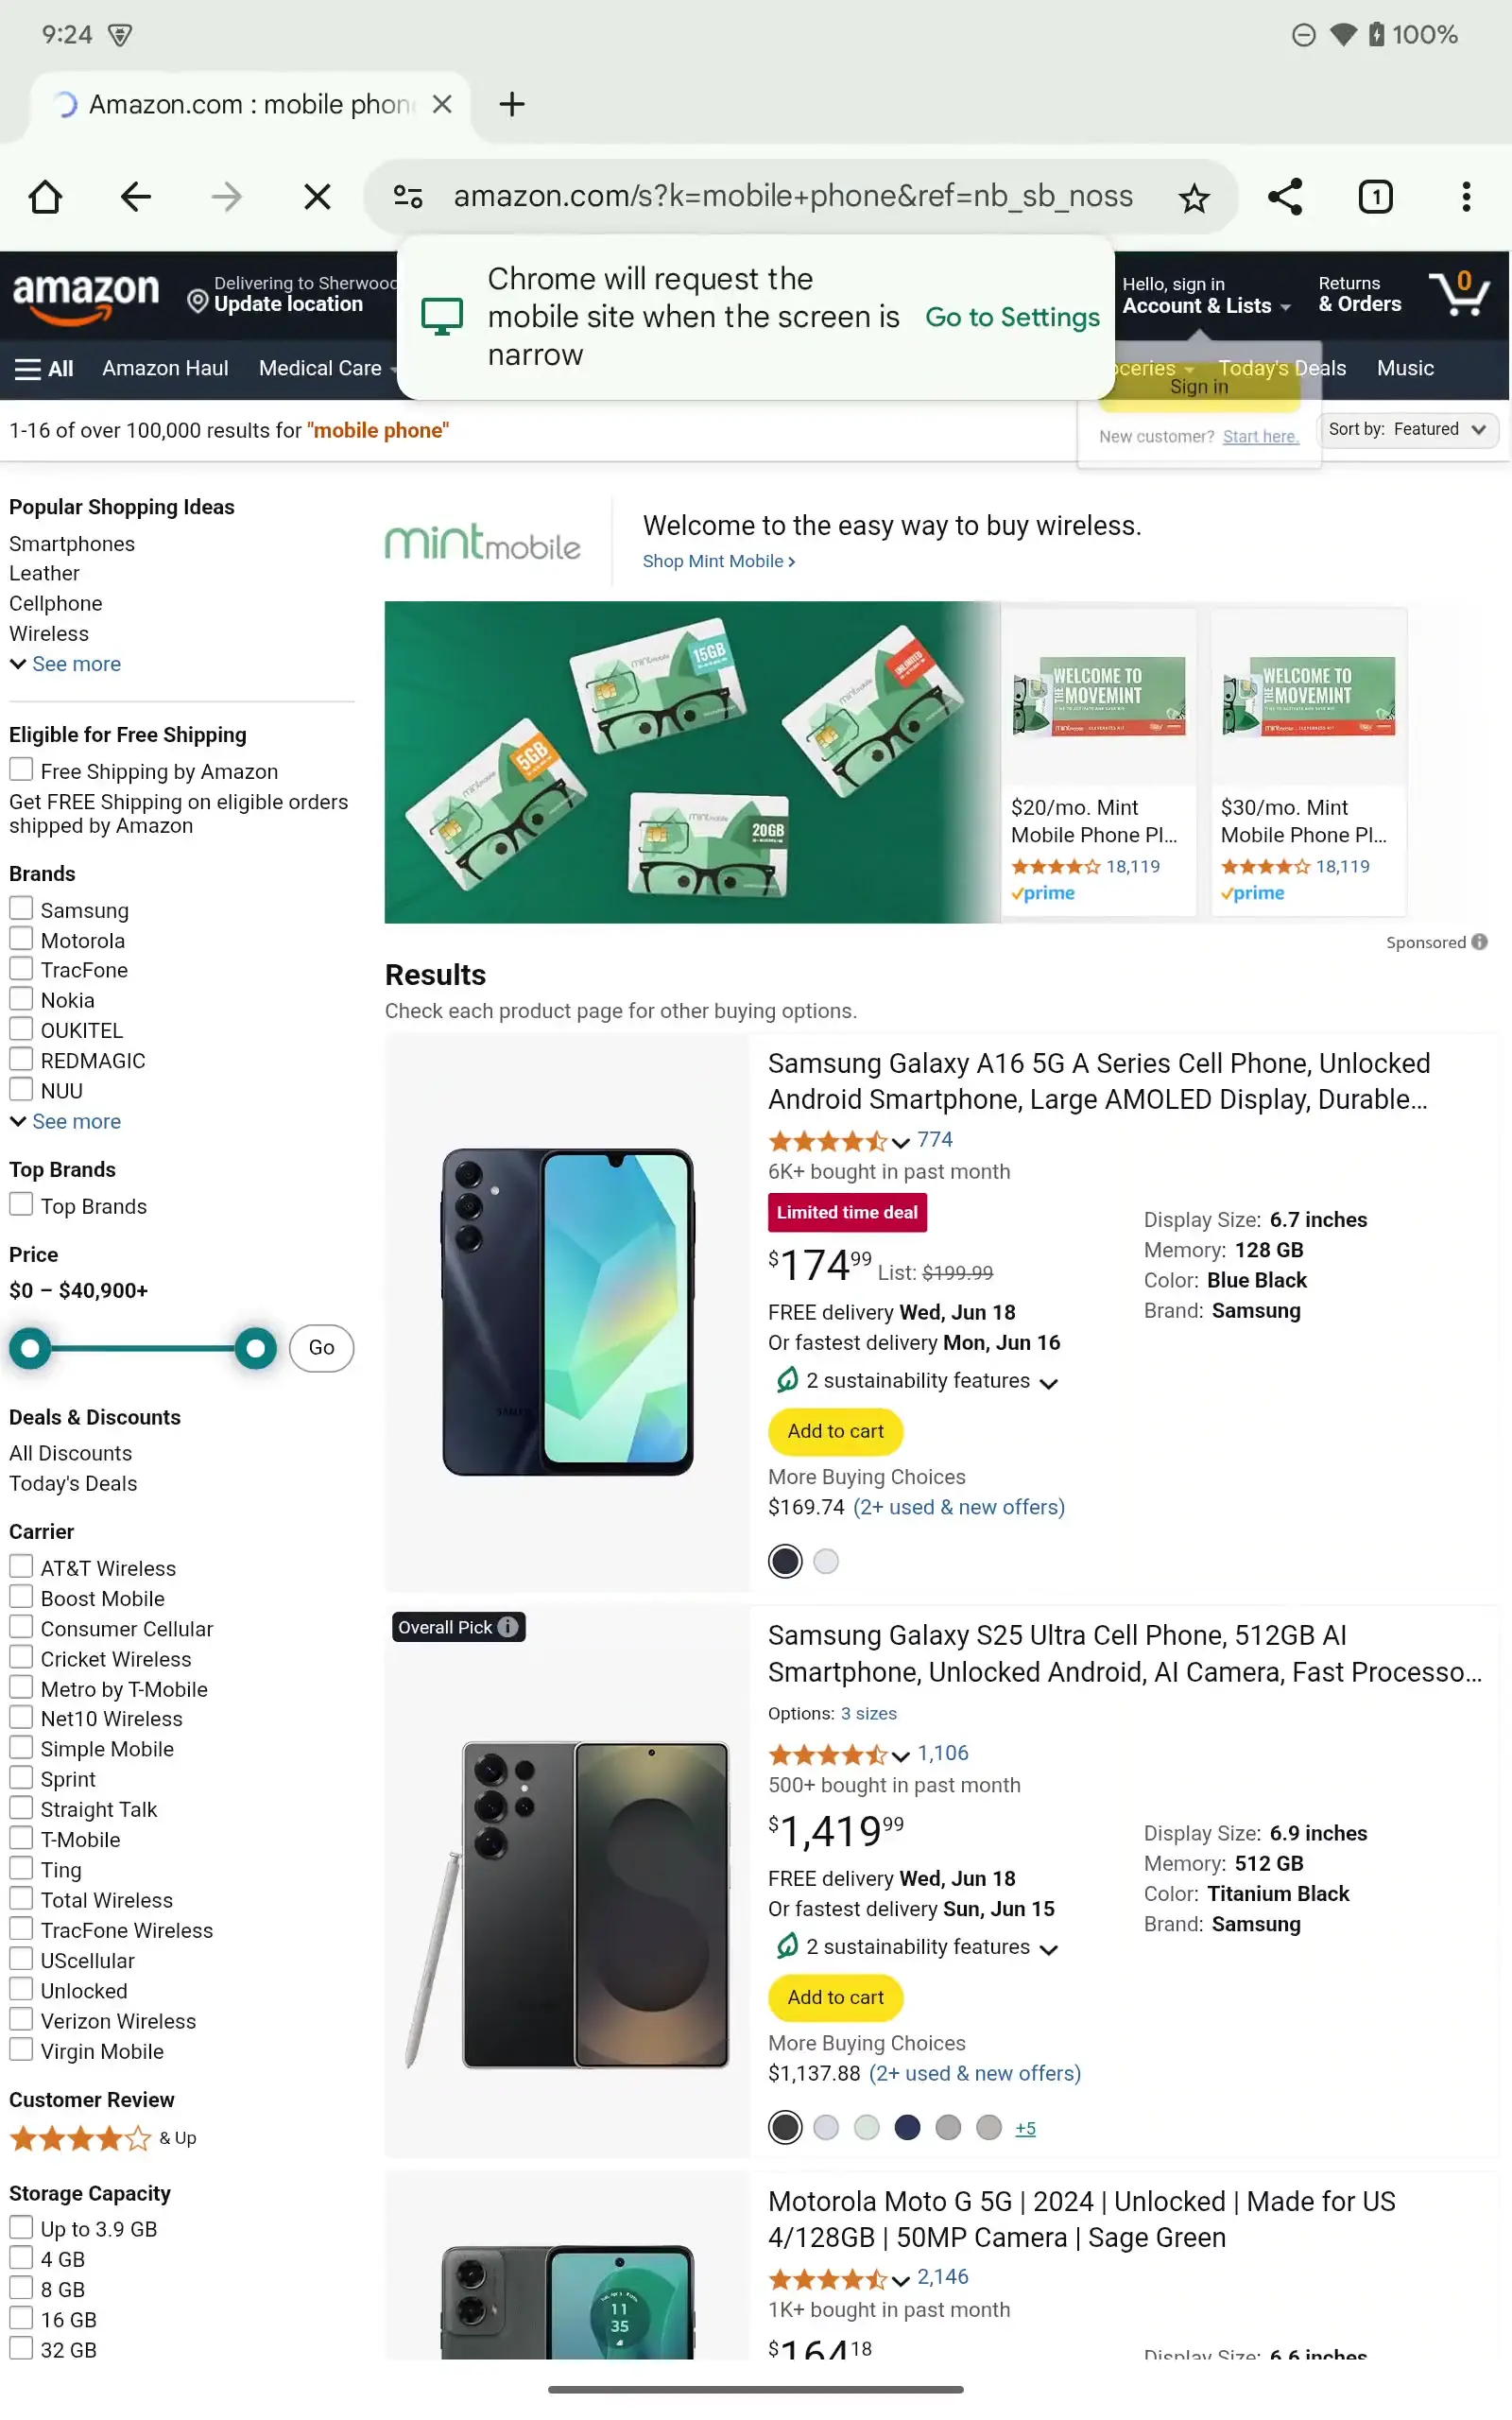 9:24
100%
Amazon.com : mobile phon
amazon.com/s?k=mobile+phone&ref=nb_sb_noss
1
Chrome will request the
mobile site when the screen is
narrow
Go to Settings
amazon
Delivering to Sherwood
Update location
Hello, sign in
Account & Lists
Returns
& Orders
0
All
Amazon Haul
Medical Care
oceries
Today's Deals
Music
Sign in
New customer? Start here.
1-16 of over 100,000 results for "mobile phone"
Sort by: Featured
Popular Shopping Ideas
Smartphones
Leather
Cellphone
Wireless
See more
Eligible for Free Shipping
Free Shipping by Amazon
Get FREE Shipping on eligible orders
shipped by Amazon
Brands
Samsung
Motorola
TracFone
Nokia
OUKITEL
REDMAGIC
NUU
See more
Top Brands
Top Brands
Price
$0 – $40,900+
Go
Deals & Discounts
All Discounts
Today's Deals
Carrier
AT&T Wireless
Boost Mobile
Consumer Cellular
Cricket Wireless
Metro by T-Mobile
Net10 Wireless
Simple Mobile
Sprint
Straight Talk
T-Mobile
Ting
Total Wireless
TracFone Wireless
UScellular
Unlocked
Verizon Wireless
Virgin Mobile
Customer Review
& Up
Storage Capacity
Up to 3.9 GB
4 GB
8 GB
16 GB
32 GB
mint mobile
Welcome to the easy way to buy wireless.
Shop Mint Mobile ›
15GB
UNLIMITED
5GB
20GB
WELCOME TO
THE MOVEMINT
$20/mo. Mint
Mobile Phone Pl...
18,119
prime
WELCOME TO
THE MOVEMINT
$30/mo. Mint
Mobile Phone Pl...
18,119
prime
Sponsored
Results
Check each product page for other buying options.
Samsung Galaxy A16 5G A Series Cell Phone, Unlocked
Android Smartphone, Large AMOLED Display, Durable...
774
6K+ bought in past month
Limited time deal
$174 99 List: $199.99
FREE delivery Wed, Jun 18
Or fastest delivery Mon, Jun 16
2 sustainability features
Add to cart
More Buying Choices
$169.74 (2+ used & new offers)
Display Size: 6.7 inches
Memory: 128 GB
Color: Blue Black
Brand: Samsung
Overall Pick
Samsung Galaxy S25 Ultra Cell Phone, 512GB AI
Smartphone, Unlocked Android, AI Camera, Fast Processo...
Options: 3 sizes
1,106
500+ bought in past month
$1,419 99
FREE delivery Wed, Jun 18
Or fastest delivery Sun, Jun 15
2 sustainability features
Add to cart
More Buying Choices
$1,137.88 (2+ used & new offers)
+5
Display Size: 6.9 inches
Memory: 512 GB
Color: Titanium Black
Brand: Samsung
Motorola Moto G 5G | 2024 | Unlocked | Made for US
4/128GB | 50MP Camera | Sage Green
2,146
1K+ bought in past month
$164 18
Display Size: 6.6 inches
11
35